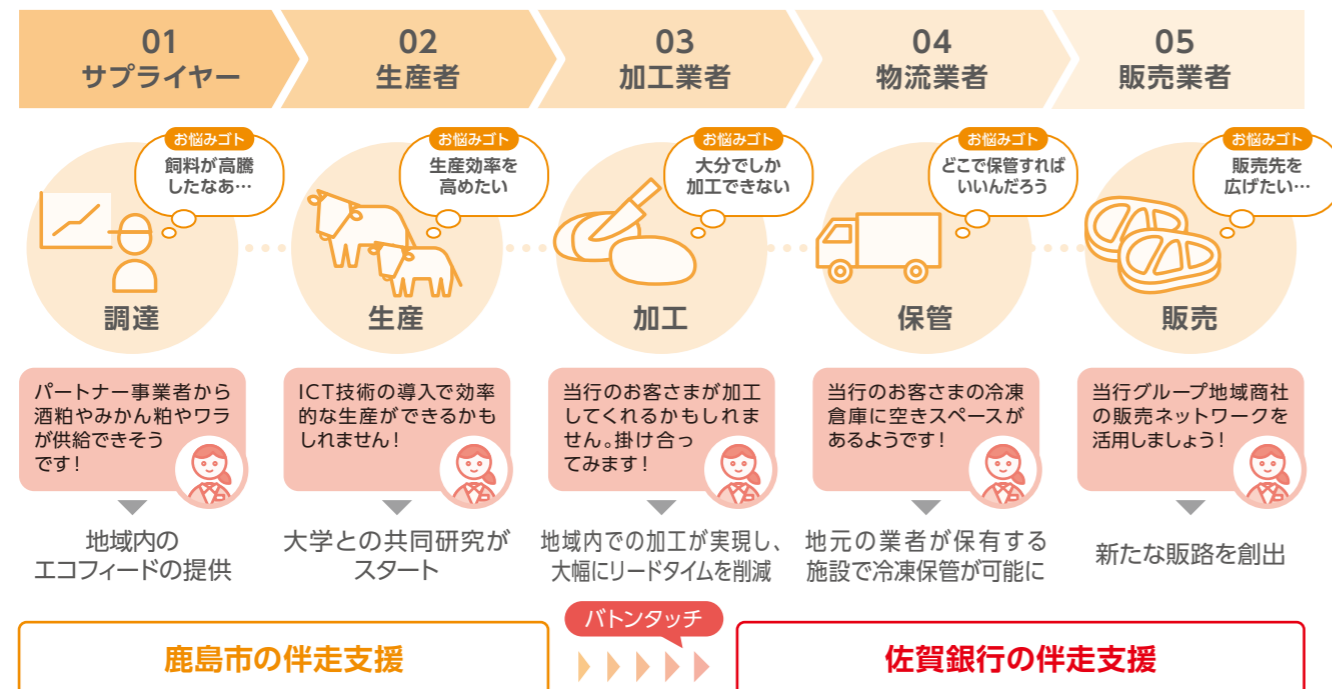 01
サプライヤー
02
生産者
03
加工業者
04
物流業者
05
販売業者
お悩みゴト
飼料が高騰
したなあ…
お悩みゴト
生産効率を
高めたい
お悩みゴト
大分でしか
加工できない
お悩みゴト
どこで保管すれば
いいんだろう
お悩みゴト
販売先を
広げたい…
調達
生産
加工
保管
販売
パートナー事業者から
酒粕やみかん粕やワラ
が供給できそう
です!
ICT技術の導入で効率
的な生産ができるかも
しれません!
当行のお客さまが加工
してくれるかもしれま
せん。掛け合っ
てみます!
当行のお客さまの冷凍
倉庫に空きスペースが
あるようです!
当行グループ地域商社
の販売ネットワークを
活用しましょう!
地域内の
エコフィードの提供
大学との共同研究が
スタート
地域内での加工が実現し、
大幅にリードタイムを削減
地元の業者が保有する
施設で冷凍保管が可能に
新たな販路を創出
鹿島市の伴走支援
バトンタッチ
佐賀銀行の伴走支援